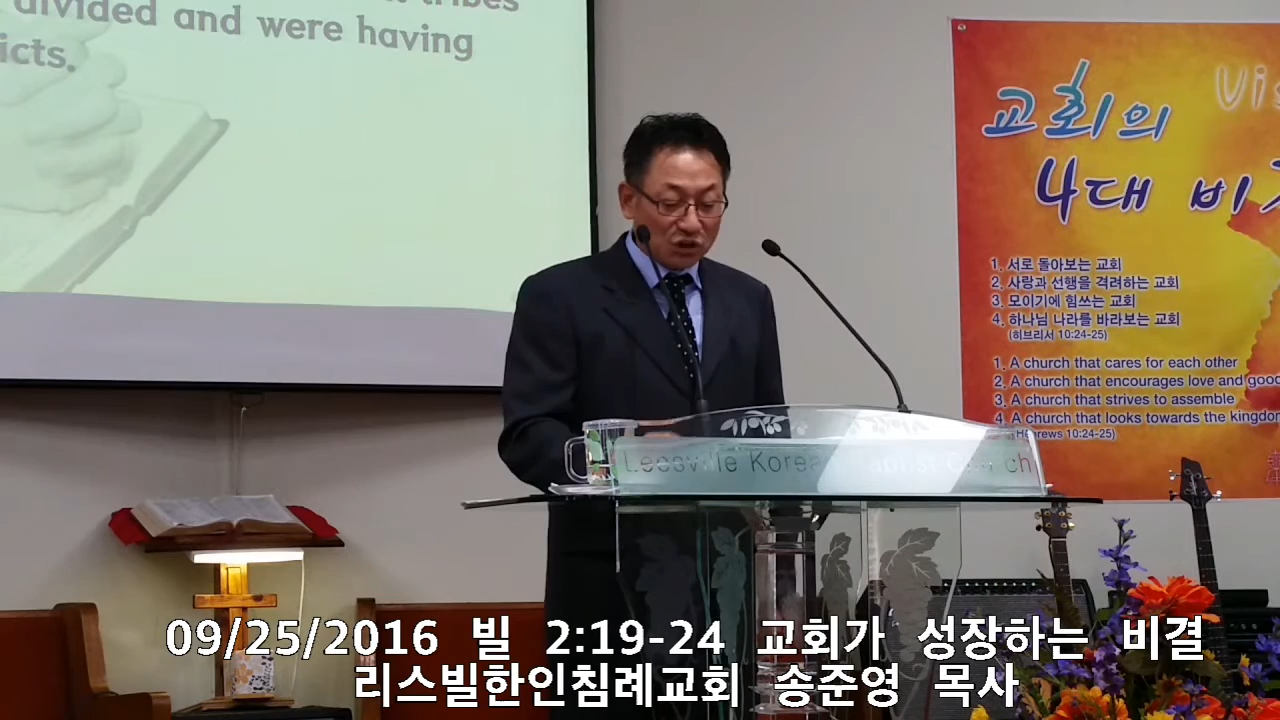 tribes
divided and were having
icts.
교회의
4대
1. 서로 돌아보는 교회
2. 사랑과 선행을 격려하는 교회
3. 모이기에 힘쓰는 교회
4. 하나님 나라를 바라보는 교회
(히브리서 10:24-25)
1. A church that cares for each other
2. A church that encourages love and good
3. A church that strives to assemble
4. A church that looks towards the kingdom
(Hebrews 10:24-25)
Leesville Korean Baptist Church
09/25/2016 빌 2:19-24 교회가 성장하는 비결
리스빌한인침례교회 송준영 목사